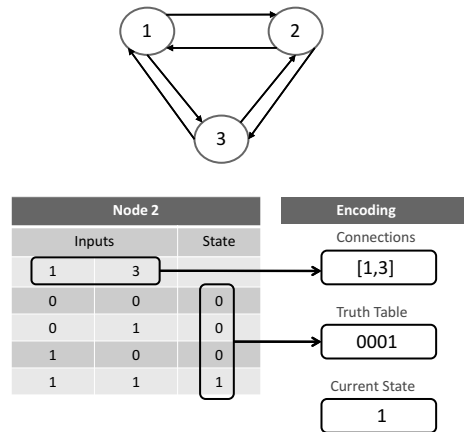 1 2
3
Node 2 Encoding
Inputs State Connections
1 3 [1,3]
0 0 0
0 1 0 Truth Table
1 0 0 0001
1 1 1
Current State
1